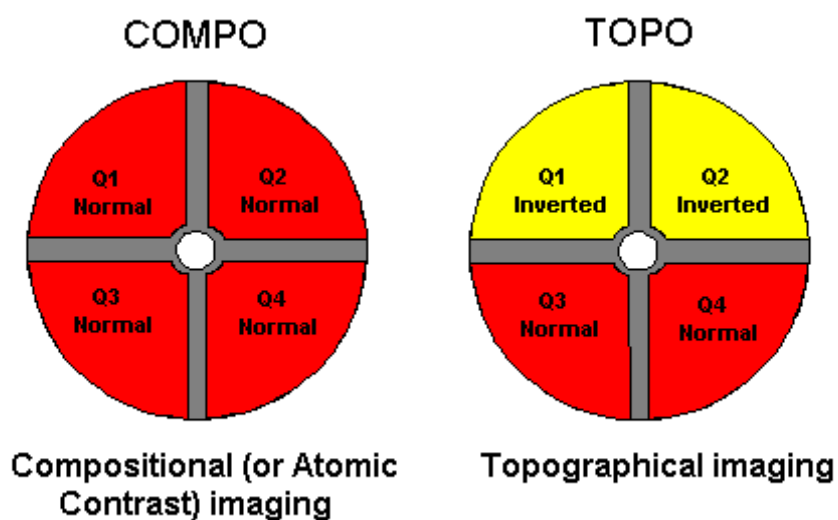 COMPO
Q1
Normal
Q2
Normal
Q3
Normal
Q4
Normal
Compositional (or Atomic
Contrast) imaging
TOPO
Q1
Inverted
Q2
Inverted
Q3
Normal
Q4
Normal
Topographical imaging